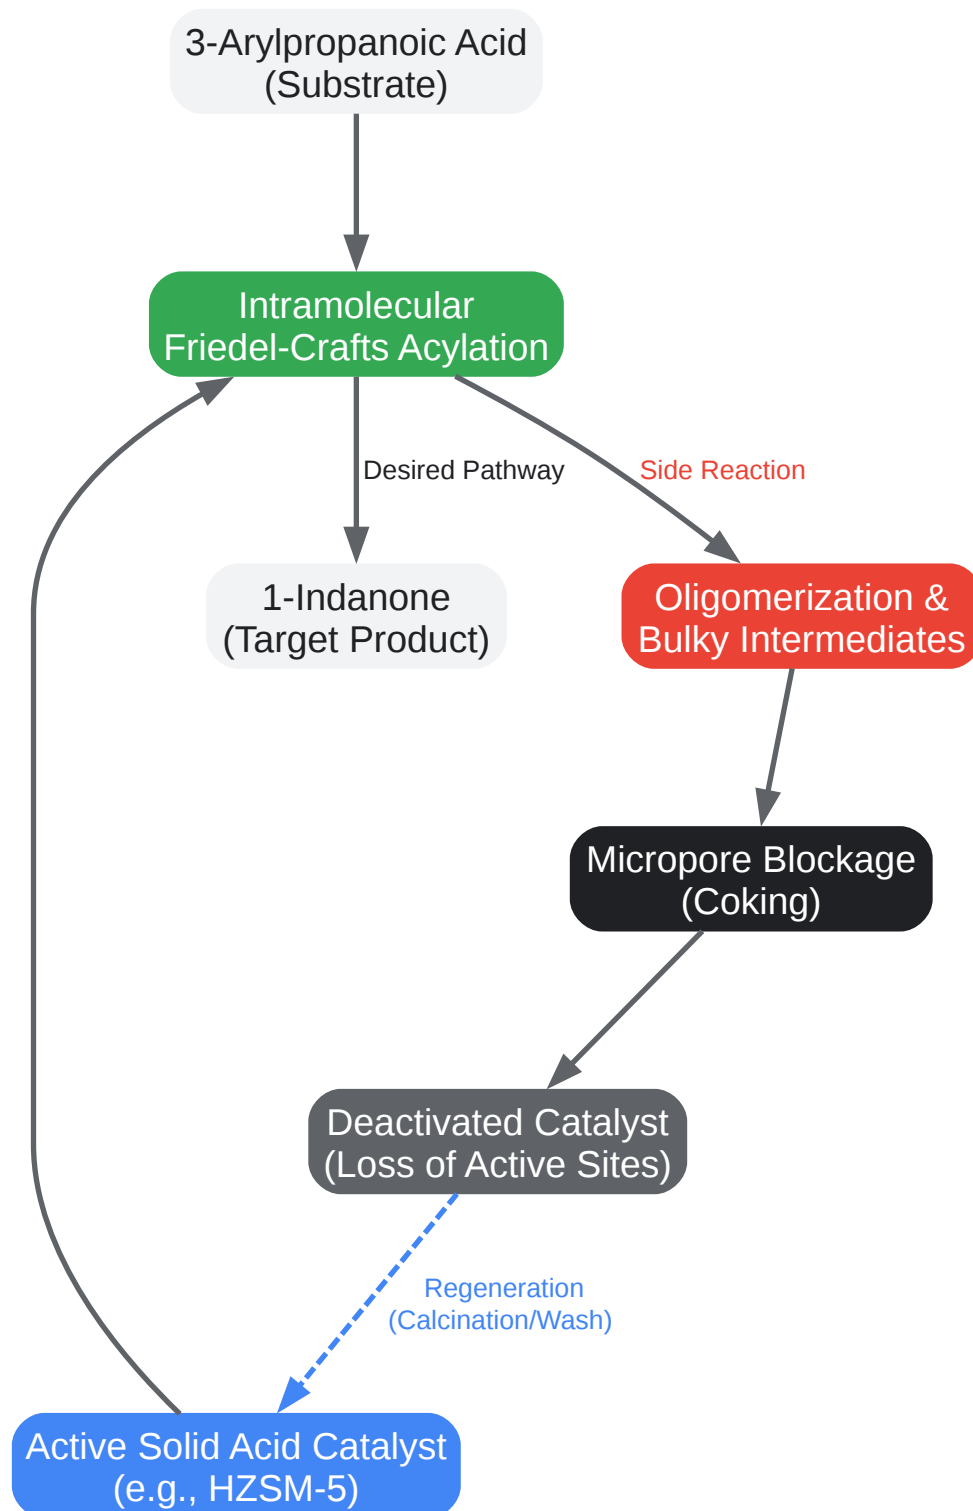 3-Arylpropanoic Acid
(Substrate)
Intramolecular
Friedel-Crafts Acylation
Desired Pathway
Side Reaction
1-Indanone
(Target Product)
Oligomerization &
Bulky Intermediates
Micropore Blockage
(Coking)
Deactivated Catalyst
(Loss of Active Sites)
Regeneration
(Calcination/Wash)
Active Solid Acid Catalyst
(e.g., HZSM-5)